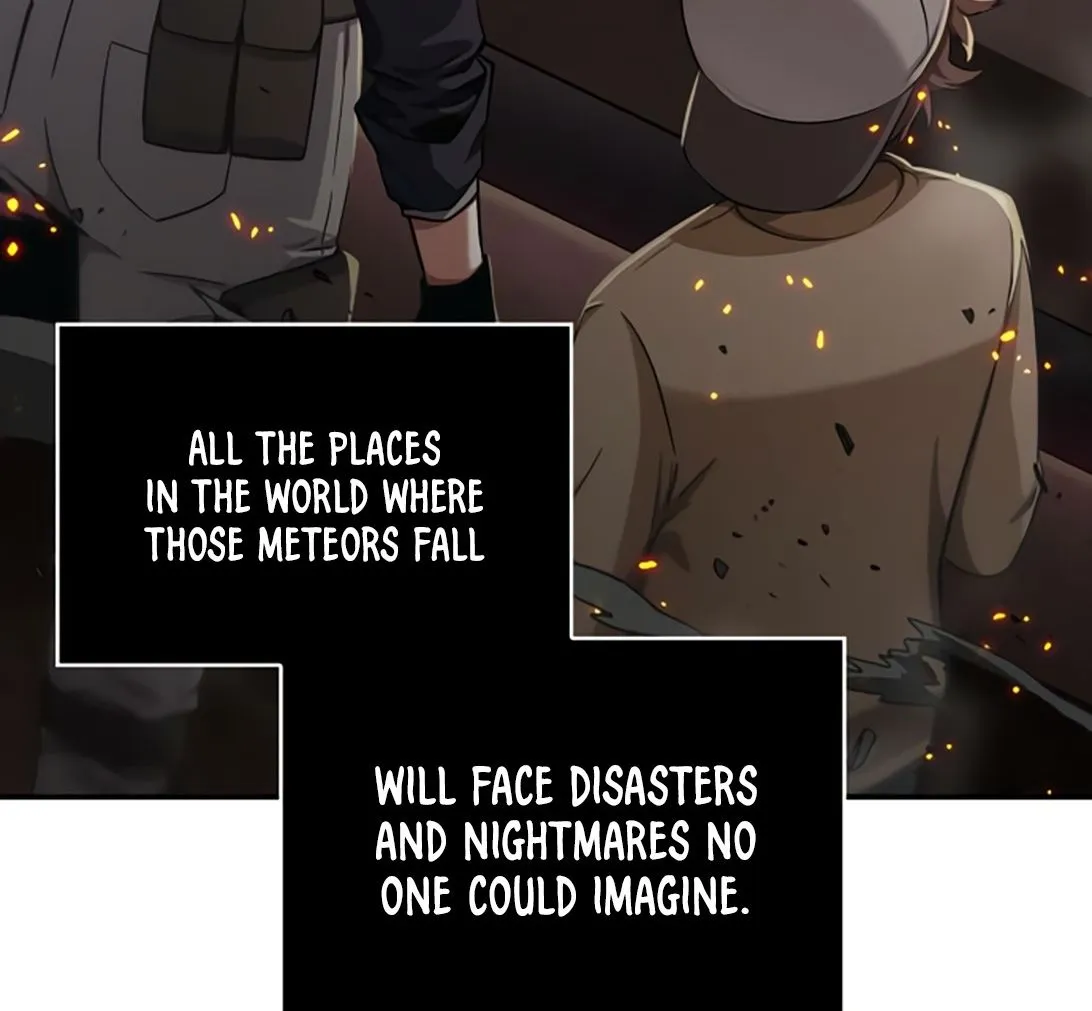 ALL THE PLACES
IN THE WORLD WHERE
THOSE METEORS FALL
WILL FACE DISASTERS
AND NIGHTMARES NO
ONE COULD IMAGINE.